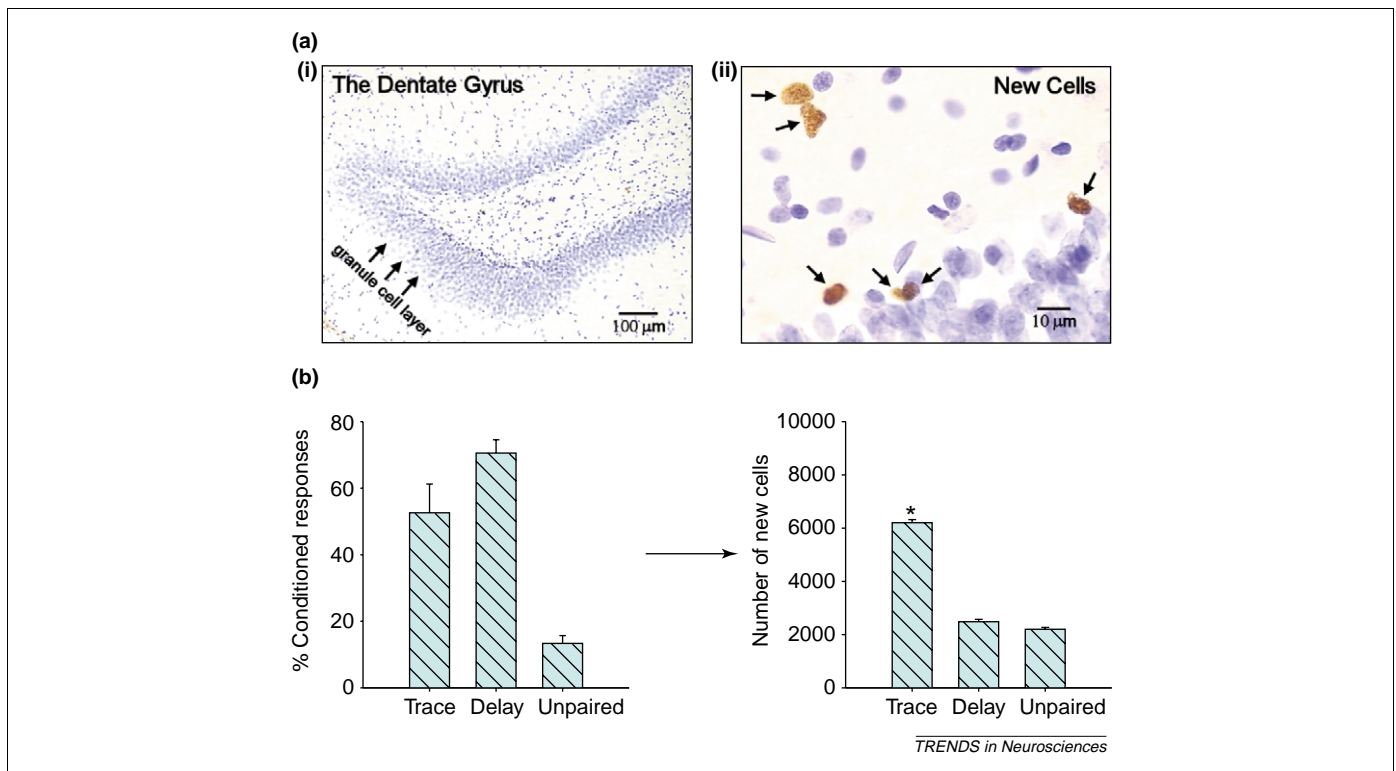 (a)
(i)
The Dentate Gyrus
granule cell layer
100 µm
(ii)
New Cells
10 µm
(b)
% Conditioned responses
80
60
40
20
0
Trace Delay Unpaired
Number of new cells
10000
8000
6000
4000
2000
0
*
Trace Delay Unpaired
TRENDS in Neurosciences